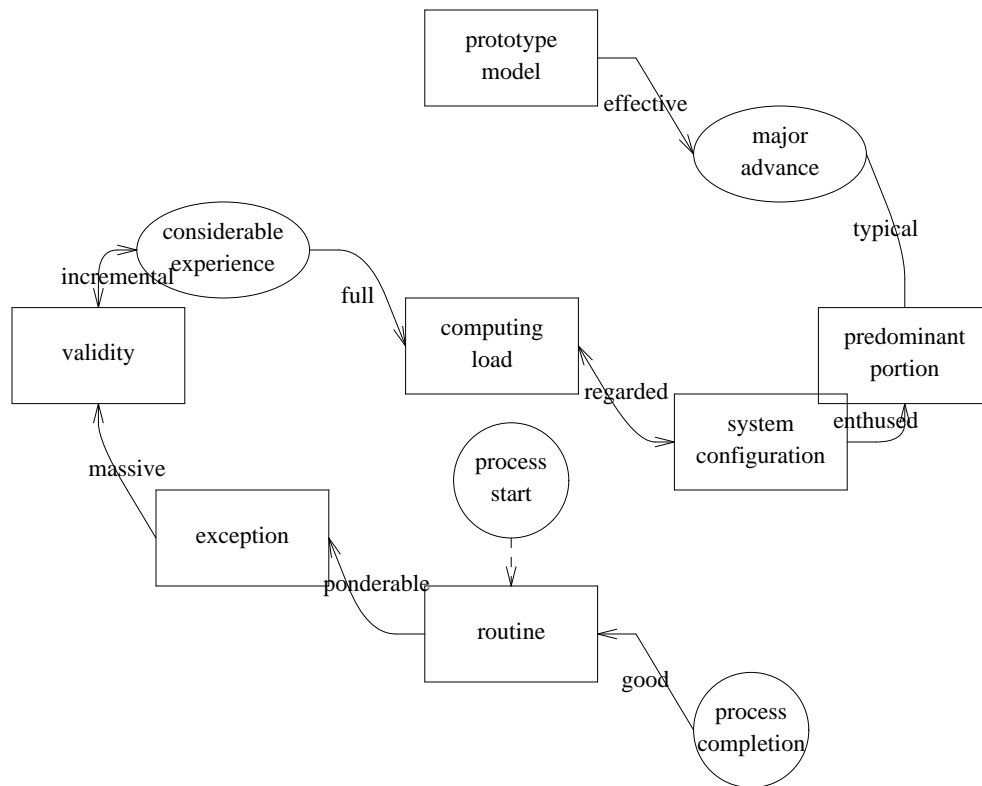 prototype
model
effective
major
advance
considerable
experience
typical
incremental
full
computing
load
predominant
portion
validity
regarded
enthused
system
configuration
massive
process
start
exception
ponderable
routine
good
process
completion